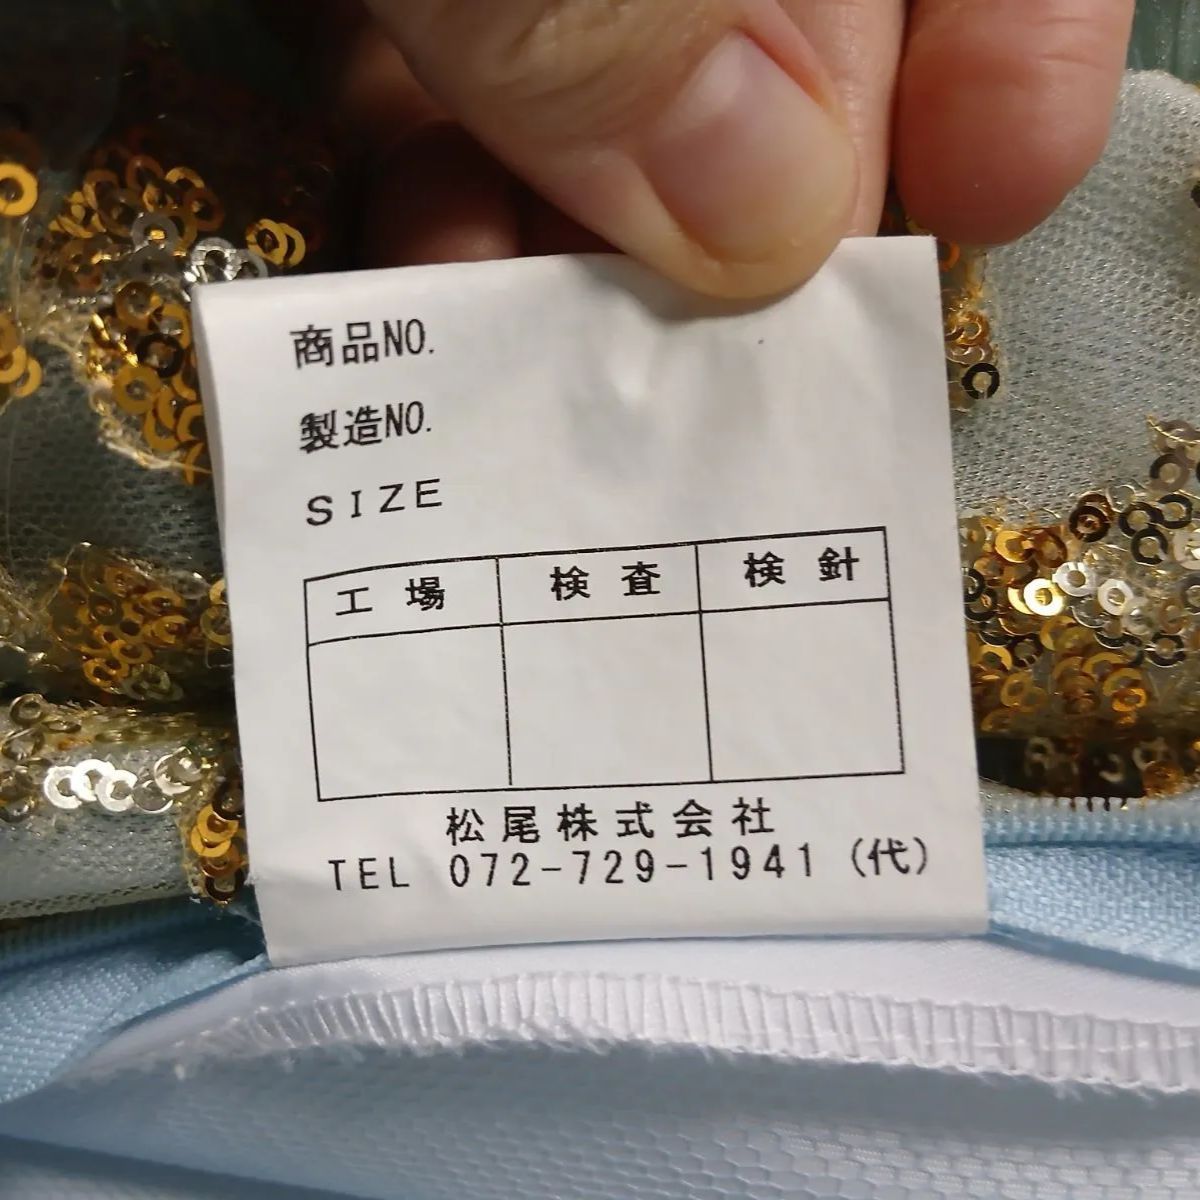 商品NO.
製造NO.
SIZE
工場 検査 検針
松尾株式会社
TEL 072-729-1941 (代)